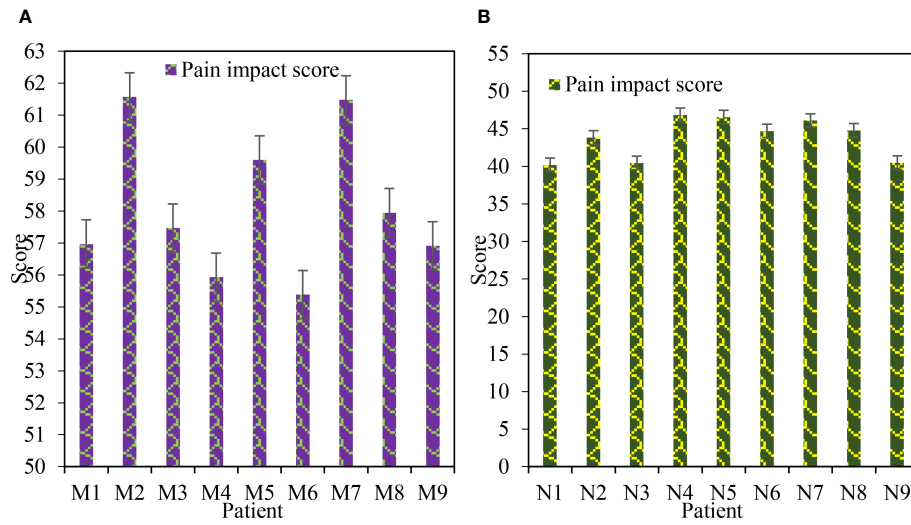 A
63
62
61
60
59
58
57
56
55
54
53
52
51
50
Score
Pain impact score
M1 M2 M3 M4 M5 M6 M7 M8 M9
Patient
B
55
50
45
40
35
30
25
20
15
10
5
0
Score
Pain impact score
N1 N2 N3 N4 N5 N6 N7 N8 N9
Patient